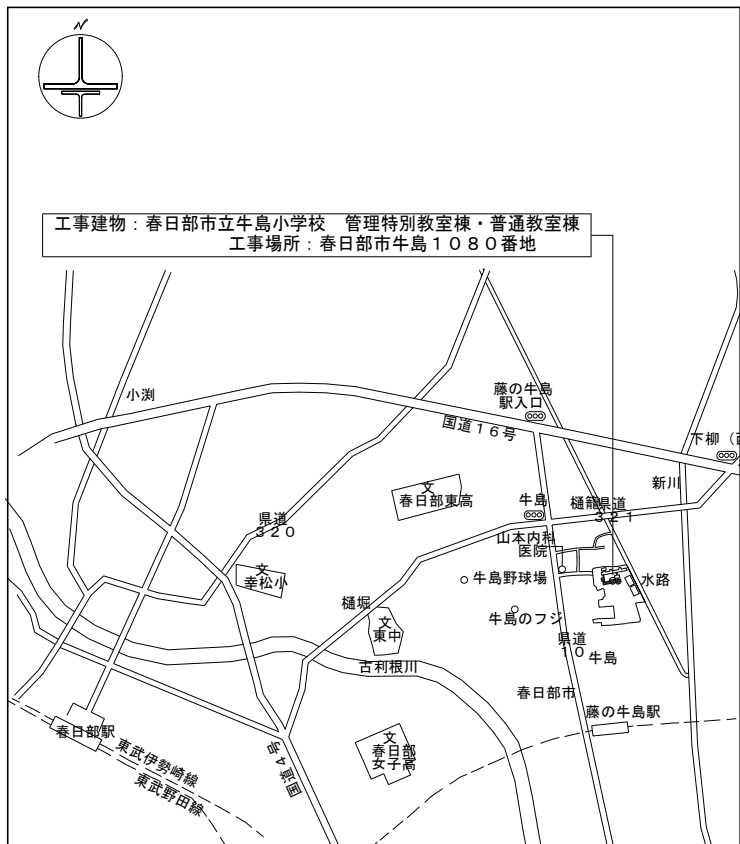 N
工事建物：春日部市立牛島小学校　管理特別教室棟・普通教室棟
工事場所：春日部市牛島１０８０番地
小渕
藤の牛島
駅入口
国道１６号
下柳（西
新川
文
春日部東高
牛島
樋籠
県道
３２１
県道
３２０
山本内科
医院
文
幸松小
牛島野球場
水路
樋堀
牛島のフジ
文
東中
県道
１０
牛島
古利根川
春日部市
藤の牛島駅
春日部駅
文
春日部
女子高
国道４号
東武伊勢崎線
東武野田線